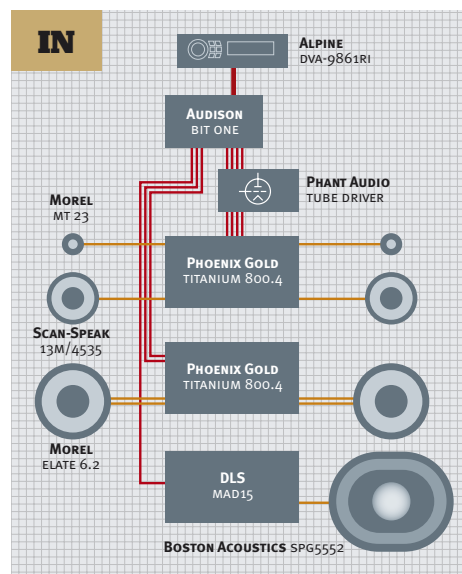 IN
ALPINE
DVA-9861RI
AUDISON
BIT ONE
PHANT AUDIO
TUBE DRIVER
MOREL
MT 23
PHOENIX GOLD
TITANIUM 800.4
SCAN-SPEAK
13M/4535
PHOENIX GOLD
TITANIUM 800.4
MOREL
ELATE 6.2
DLS
MAD15
BOSTON ACOUSTICS SPG5552